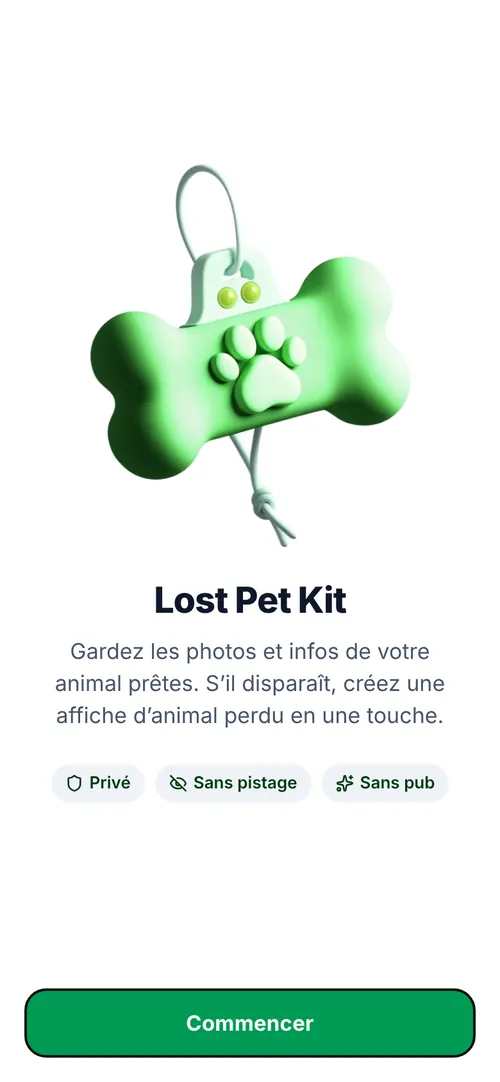 Lost Pet Kit
Gardez les photos et infos de votre
animal prêtes. S’il disparaît, créez une
affiche d’animal perdu en une touche.
Privé
Sans pistage
Sans pub
Commencer